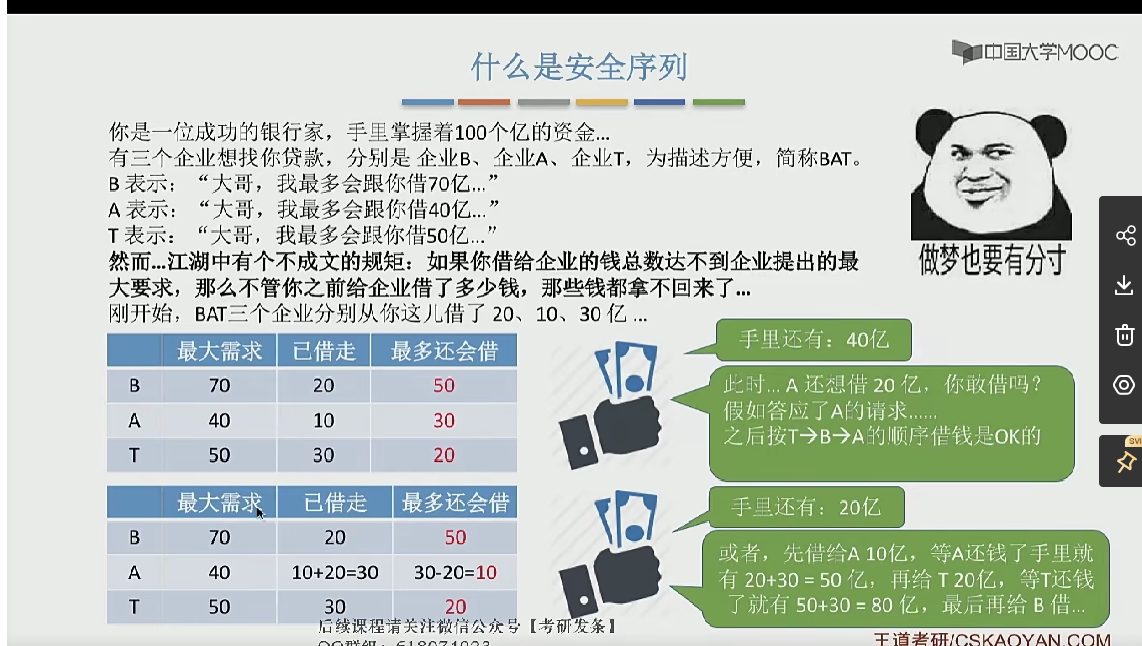 中国大学MOOC
什么是安全序列
你是一位成功的银行家，手里掌握着100个亿的资金...
有三个企业想找你贷款，分别是 企业B、企业A、企业T，为描述方便，简称BAT。
B 表示：“大哥，我最多会跟你借70亿...”
A 表示：“大哥，我最多会跟你借40亿...”
T 表示：“大哥，我最多会跟你借50亿...”
然而...江湖中有个不成文的规矩：如果你借给企业的钱总数达不到企业提出的最
大要求，那么不管你之前给企业借了多少钱，那些钱都拿不回来了...
刚开始，BAT三个企业分别从你这儿借了 20、10、30 亿 ...
做梦也要有分寸
最大需求 已借走 最多还会借
B 70 20 50
A 40 10 30
T 50 30 20
手里还有：40亿
此时... A 还想借 20 亿，你敢借吗？
假如答应了A的请求......
之后按T→B→A的顺序借钱是OK的
最大需求 已借走 最多还会借
B 70 20 50
A 40 10+20=30 30-20=10
T 50 30 20
手里还有：20亿
或者，先借给A 10亿，等A还钱了手里就
有 20+30 = 50 亿，再给 T 20亿，等T还钱
了就有 50+30 = 80 亿，最后再给 B 借...
后续课程请关注微信公众号【考研发条】
王道考研/CSKAOYAN.COM
SVI